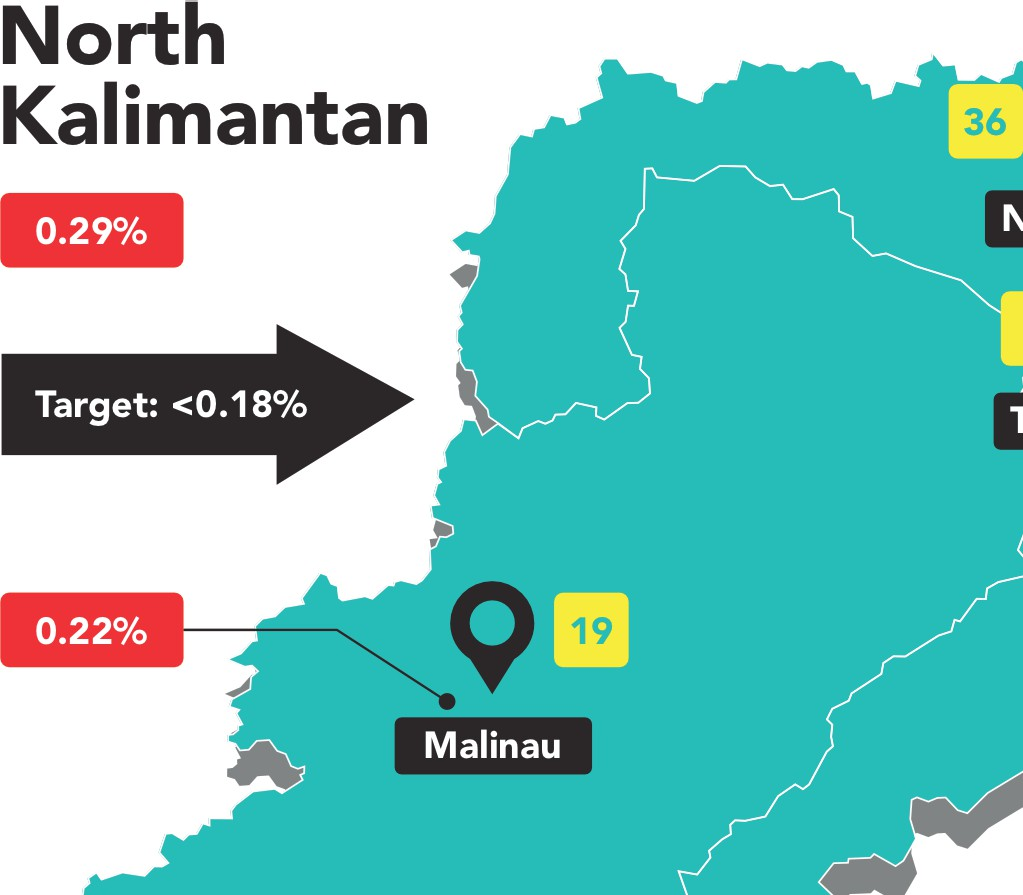 North
Kalimantan
36
0.29%
N
Target: <0.18%
T
0.22%
19
Malinau